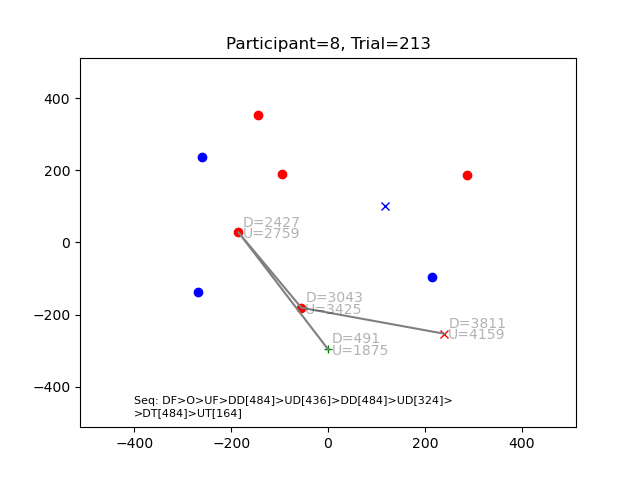 Participant=8, Trial=213
400
200
0
−200
−400
D=2427
U=2759
D=3043
U=3425
D=3811
U=4159
D=491
U=1875
Seq: DF>O>UF>DD[484]>UD[436]>DD[484]>UD[324]>
>DT[484]>UT[164]
−400
−200
0
200
400